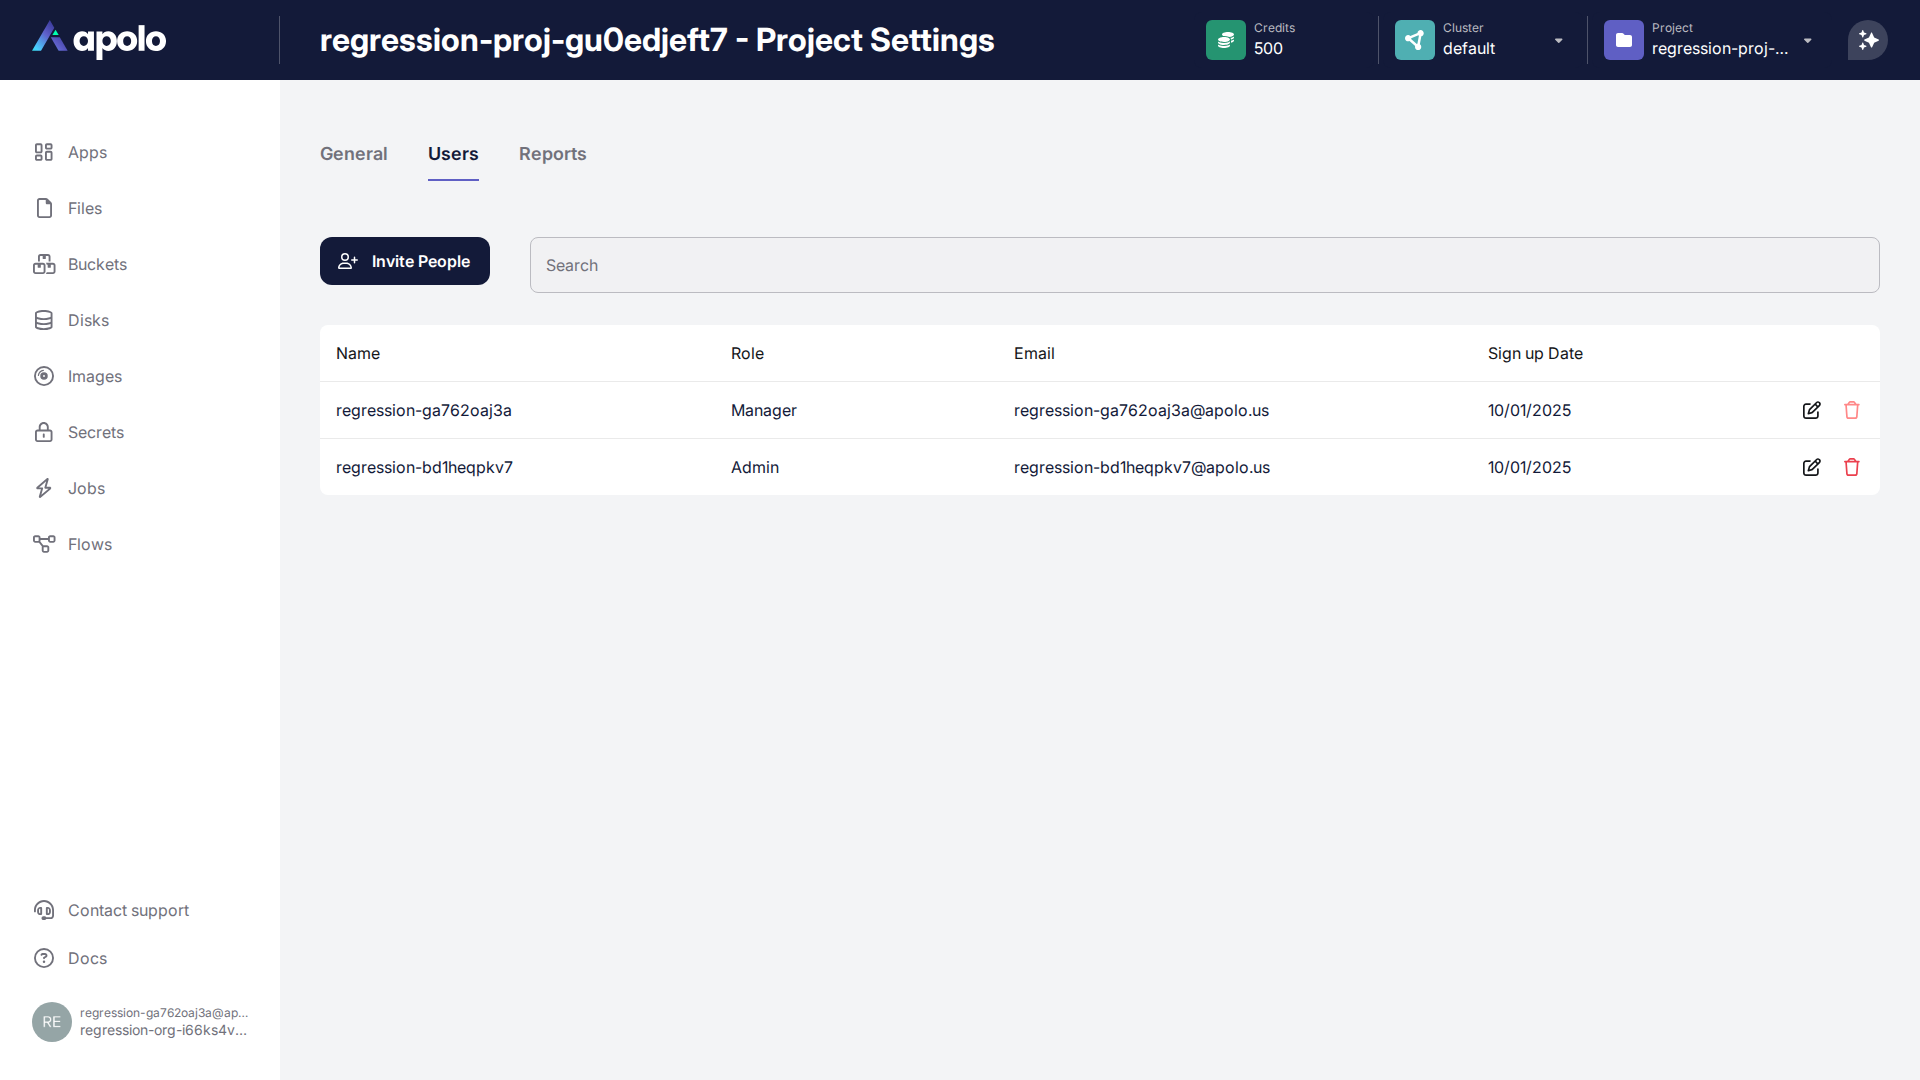 apolo
regression-proj-gu0edjeft7 - Project Settings
Credits
500
Cluster
default
Project
regression-proj-...
Apps
Files
Buckets
Disks
Images
Secrets
Jobs
Flows
General Users Reports
Invite People
Search
Name Role Email Sign up Date
regression-ga762oaj3a Manager regression-ga762oaj3a@apolo.us 10/01/2025
regression-bd1heqpkv7 Admin regression-bd1heqpkv7@apolo.us 10/01/2025
Contact support
Docs
RE
regression-ga762oaj3a@ap...
regression-org-i66ks4v...